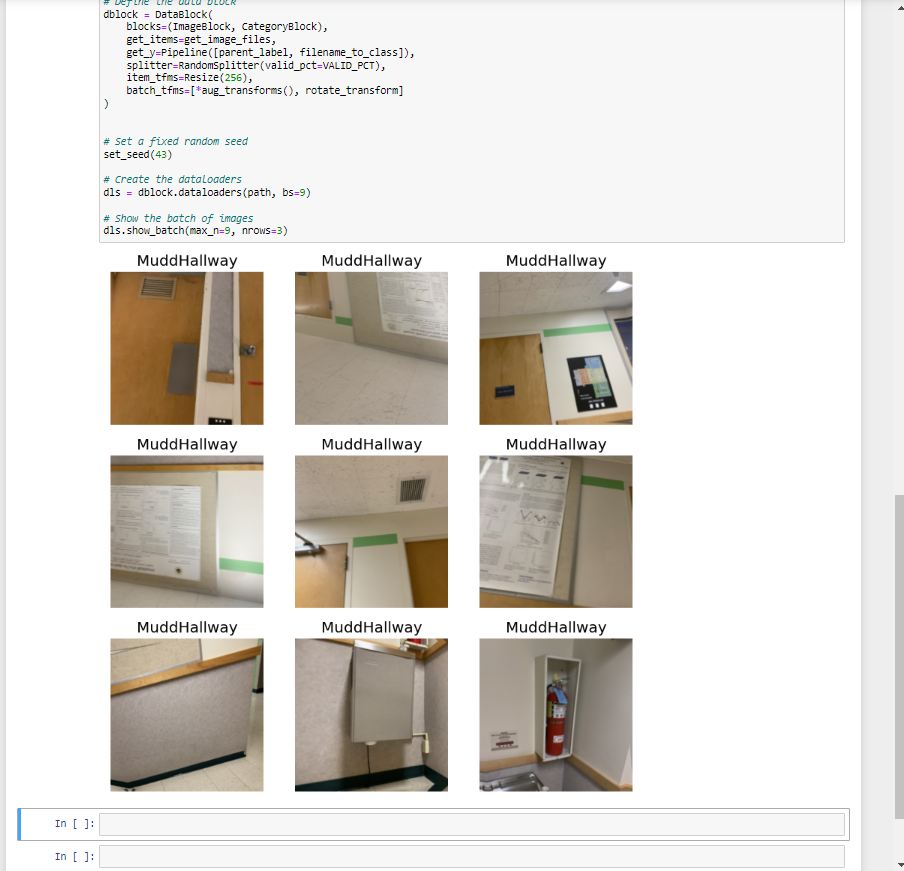 # Define the data block
dblock = DataBlock(
    blocks=(ImageBlock, CategoryBlock),
    get_items=get_image_files,
    get_y=Pipeline([parent_label, filename_to_class]),
    splitter=RandomSplitter(valid_pct=VALID_PCT),
    item_tfms=Resize(256),
    batch_tfms=[*aug_transforms(), rotate_transform]
)
# Set a fixed random seed
set_seed(43)
# Create the dataloaders
dls = dblock.dataloaders(path, bs=9)
# Show the batch of images
dls.show_batch(max_n=9, nrows=3)
MuddHallway MuddHallway MuddHallway
MuddHallway MuddHallway MuddHallway
MuddHallway MuddHallway MuddHallway
In [ ]:
In [ ]: